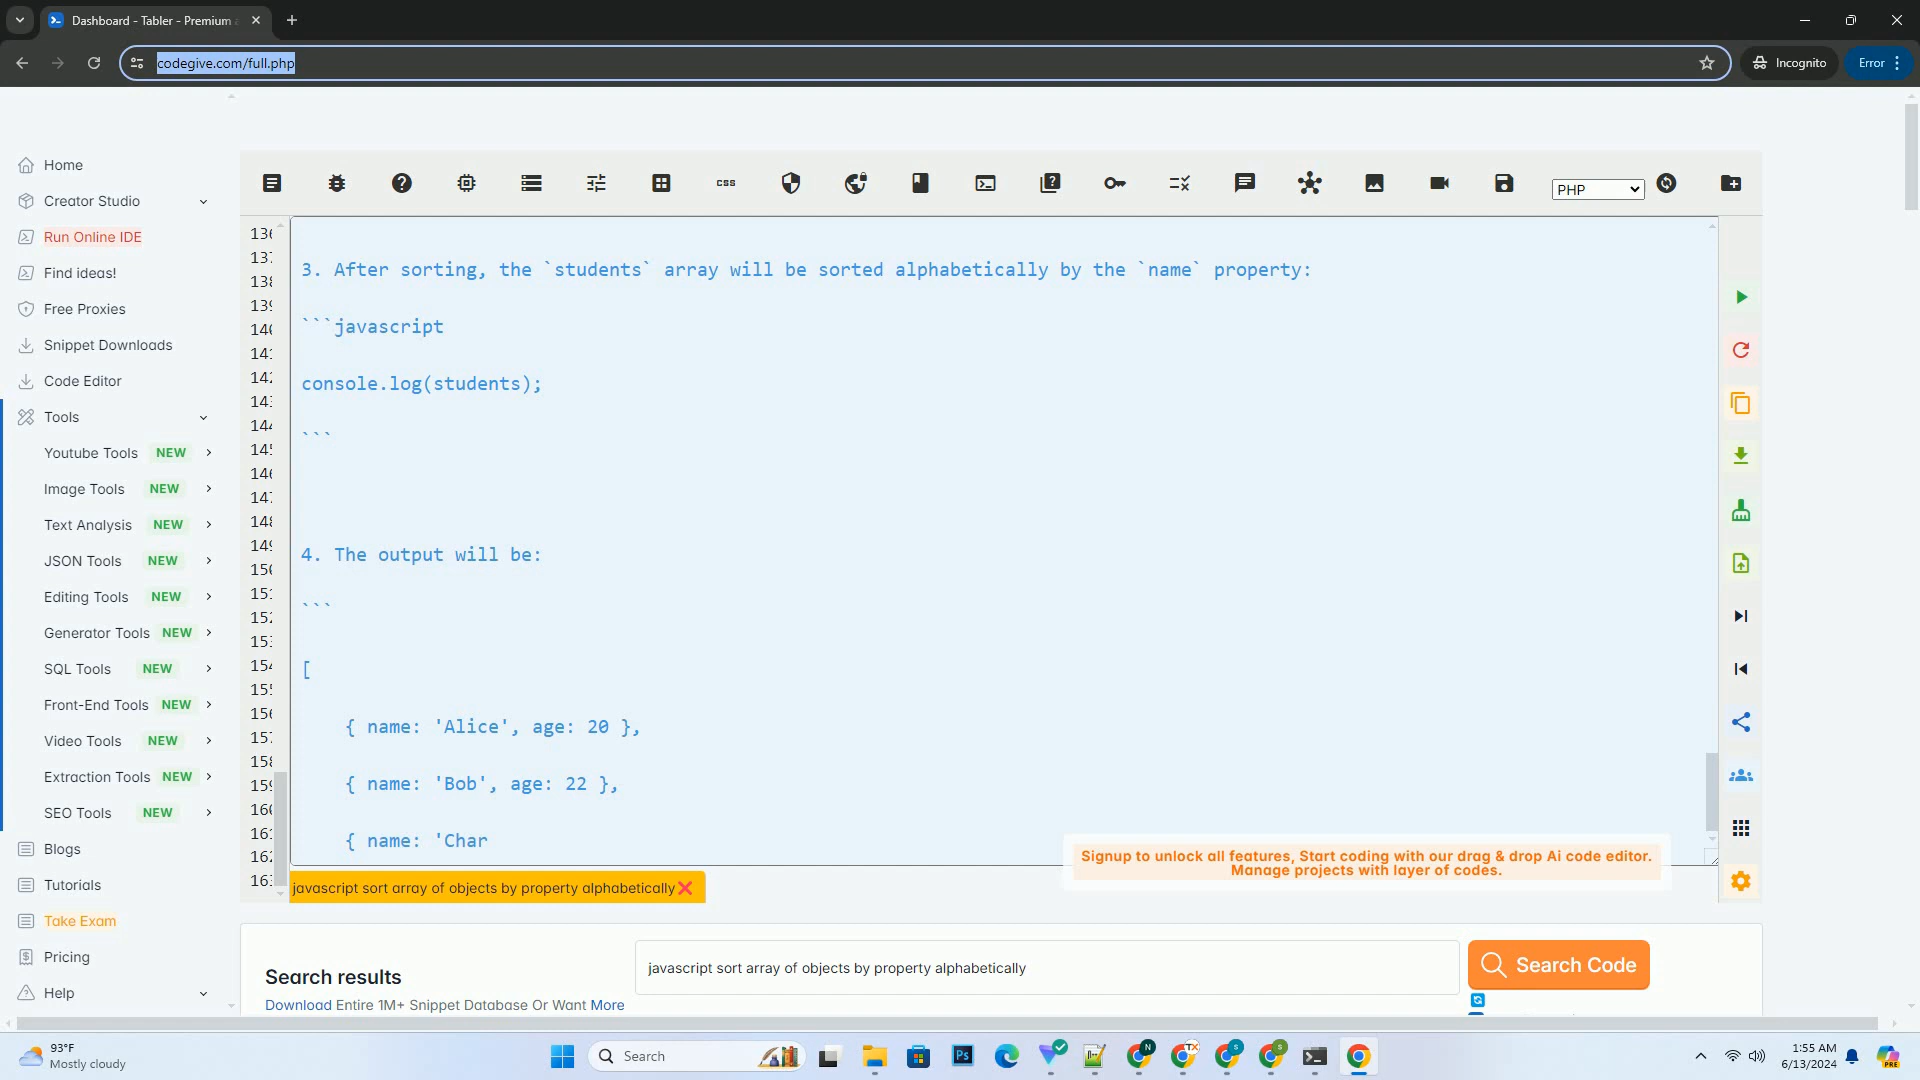 Dashboard - Tabler - Premium
codegive.com/full.php
Incognito
Error
Home
Creator Studio
Run Online IDE
Find ideas!
Free Proxies
Snippet Downloads
Code Editor
Tools
Youtube Tools NEW
Image Tools NEW
Text Analysis NEW
JSON Tools NEW
Editing Tools NEW
Generator Tools NEW
SQL Tools NEW
Front-End Tools NEW
Video Tools NEW
Extraction Tools NEW
SEO Tools NEW
Blogs
Tutorials
Take Exam
Pricing
Help
css
PHP
3. After sorting, the `students` array will be sorted alphabetically by the `name` property:
```javascript
console.log(students);
```
4. The output will be:
```
[
{ name: 'Alice', age: 20 },
{ name: 'Bob', age: 22 },
{ name: 'Char
Signup to unlock all features, Start coding with our drag & drop Ai code editor.
Manage projects with layer of codes.
javascript sort array of objects by property alphabetically
Search results
Download Entire 1M+ Snippet Database Or Want More
javascript sort array of objects by property alphabetically
Search Code
93°F
Mostly cloudy
Search
Ps
N
TX
S
S
1:55 AM
6/13/2024
PRE